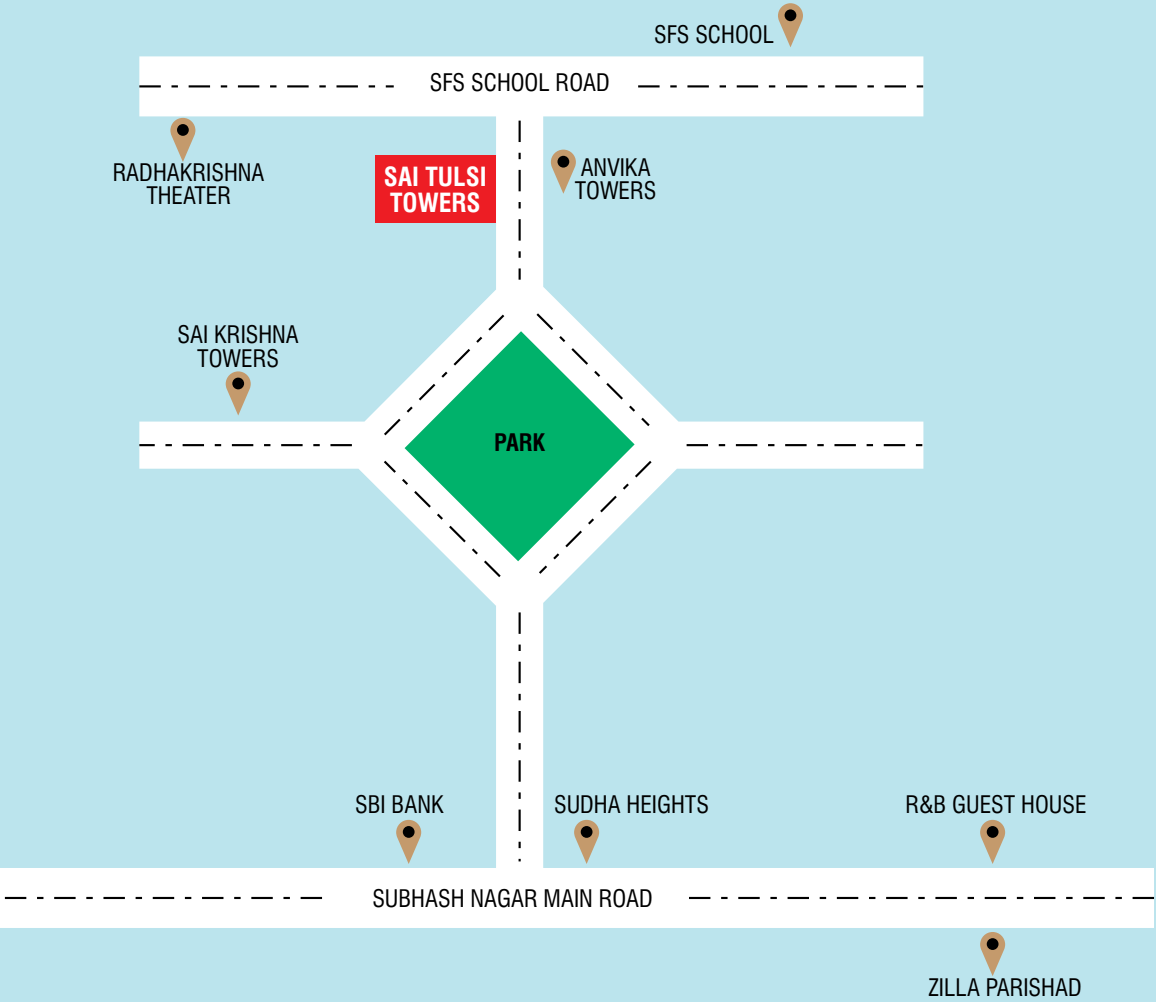 SFS SCHOOL
SFS SCHOOL ROAD
RADHAKRISHNA
THEATER
SAI TULSI
TOWERS
ANVIKA
TOWERS
SAI KRISHNA
TOWERS
PARK
SBI BANK
SUDHA HEIGHTS
R&B GUEST HOUSE
SUBHASH NAGAR MAIN ROAD
ZILLA PARISHAD